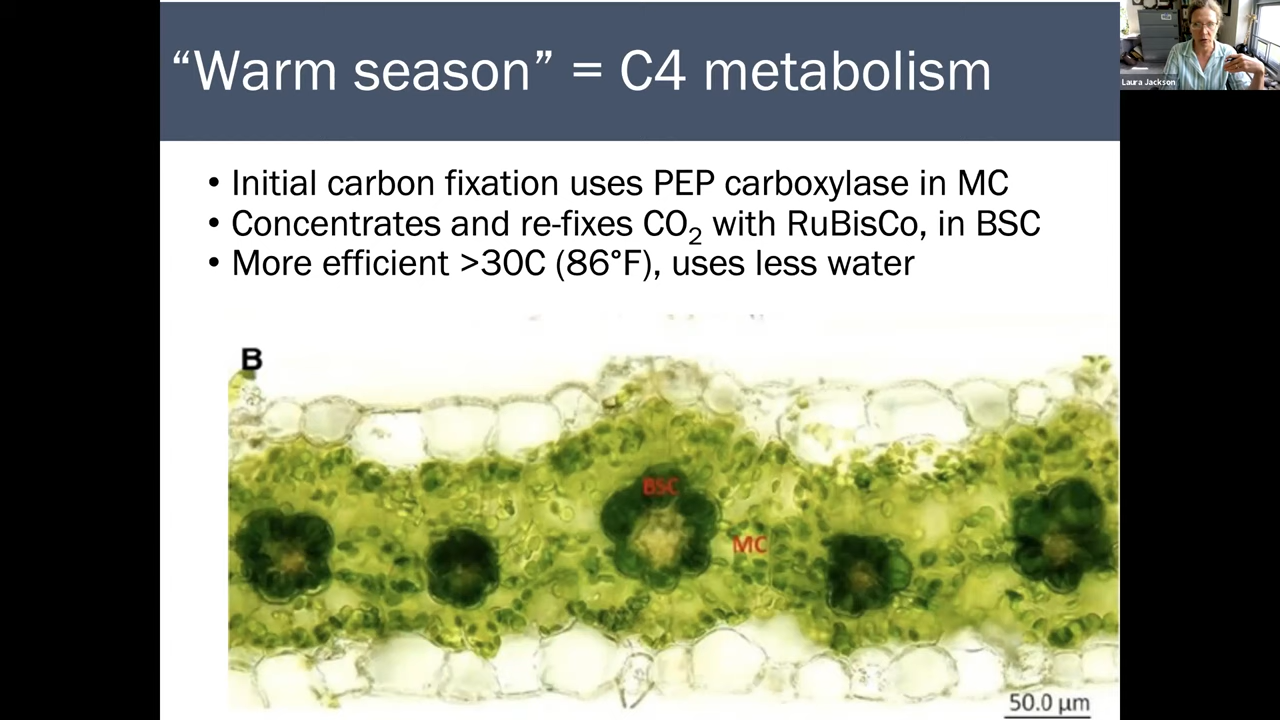 “Warm season” = C4 metabolism
Laura Jackson
• Initial carbon fixation uses PEP carboxylase in MC
• Concentrates and re-fixes CO₂ with RuBisCo, in BSC
• More efficient >30C (86°F), uses less water
B
BSC
MC
50.0 µm